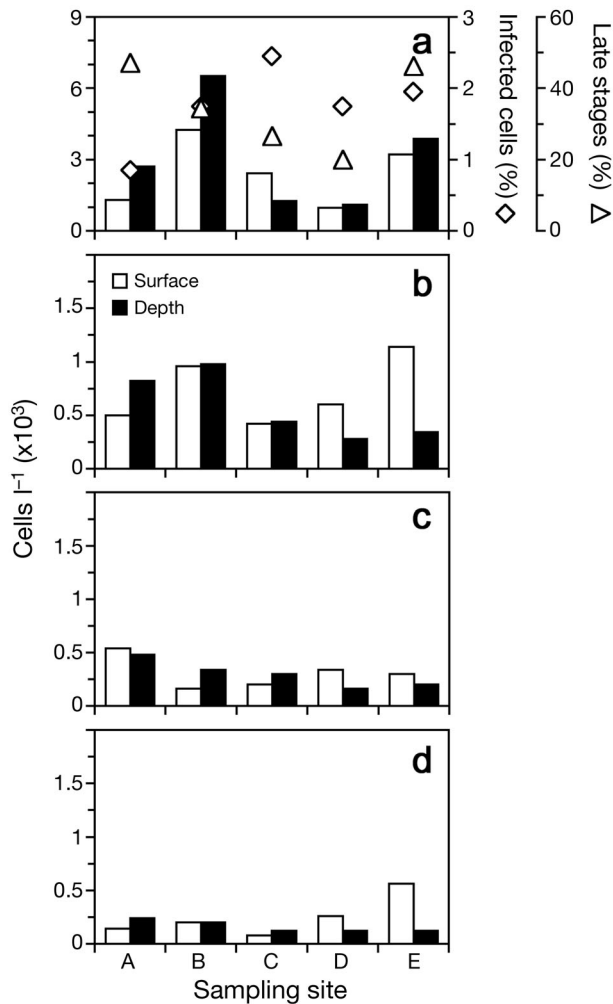 9
6
3
0
a
3
2
1
0
Infected cells (%)
60
40
20
0
Late stages (%)
b
Surface
Depth
1.5
1
0.5
0
c
1.5
1
0.5
0
d
1.5
1
0.5
0
Cells l⁻¹ (x10³)
A B C D E
Sampling site